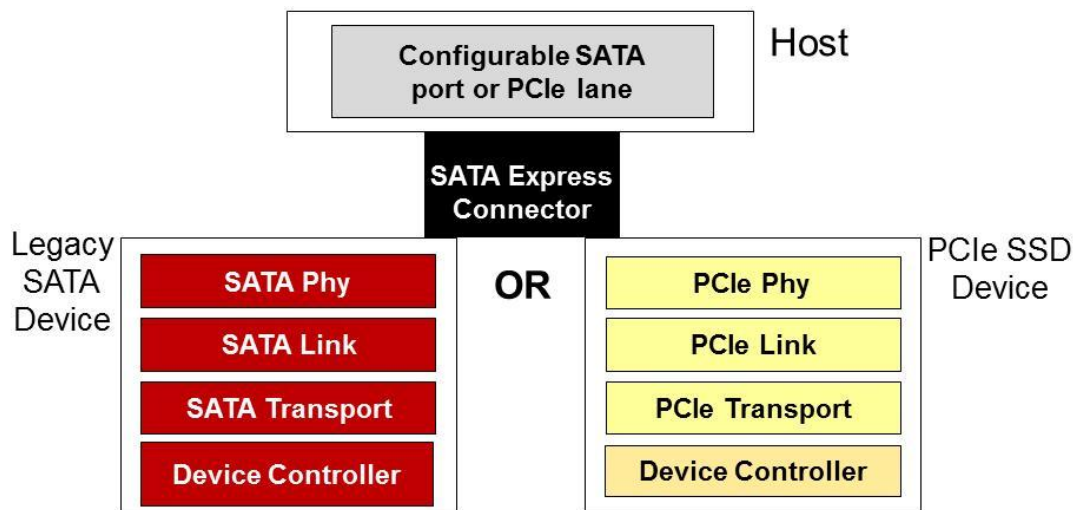 Configurable SATA
port or PCIe lane
Host
SATA Express
Connector
Legacy
SATA
Device
SATA Phy
SATA Link
SATA Transport
Device Controller
OR
PCIe Phy
PCIe Link
PCIe Transport
Device Controller
PCIe SSD
Device